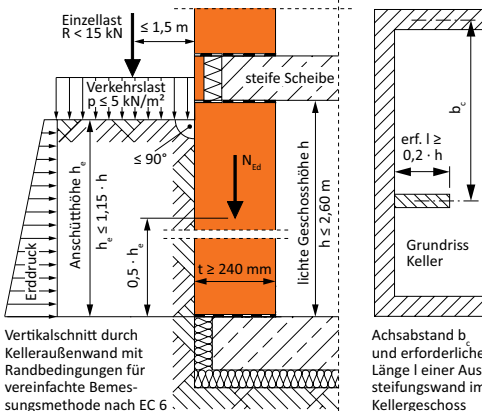 Einzellast
R < 15 kN
≤ 1,5 m
Verkehrslast
p ≤ 5 kN/m²
steife Scheibe
≤ 90°
N_Ed
Erddruck
Anschütthöhe h_e
h_e ≤ 1,15 · h
0,5 · h_e
lichte Geschosshöhe h
h ≤ 2,60 m
t ≥ 240 mm
b_c
erf. l ≥
0,2 · h
Grundriss
Keller
Vertikalschnitt durch
Kelleraußenwand mit
Randbedingungen für
vereinfachte Bemes-
sungsmethode nach EC 6
Achsabstand b_c
und erforderliche
Länge l einer Aus-
steifungswand im
Kellergeschoss